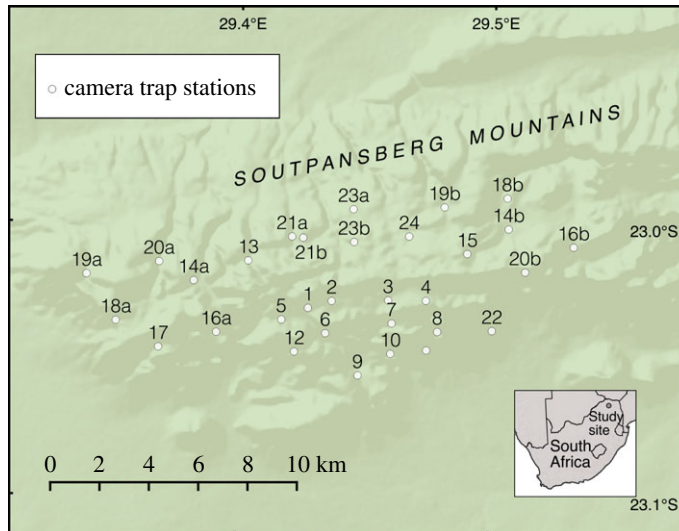 29.4°E
29.5°E
camera trap stations
SOUTPANSBERG MOUNTAINS
18b
23a
19b
14b
21a
23b
24
16b
23.0°S
20a
13
21b
15
19a
14a
20b
2
3
4
1
18a
5
7
16a
6
8
22
17
12
10
9
Study
site
South
Africa
0 2 4 6 8 10 km
23.1°S